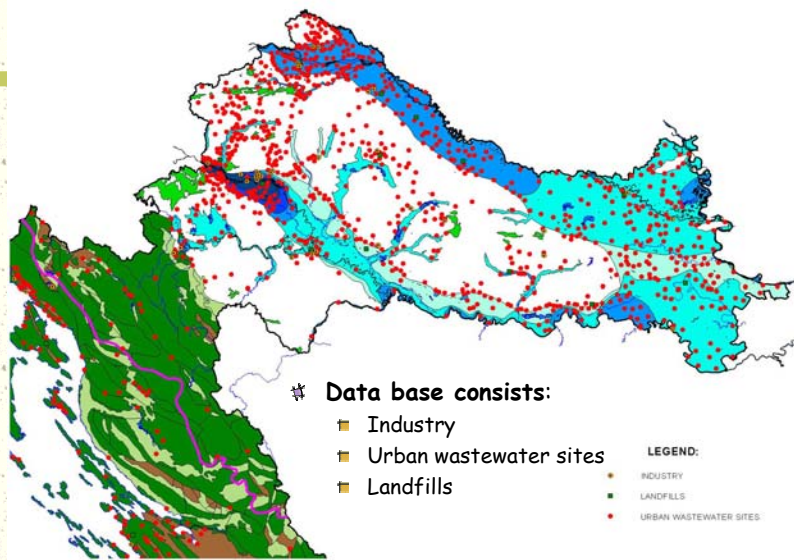 Data base consists:
Industry
Urban wastewater sites
Landfills
LEGEND:
INDUSTRY
LANDFILLS
URBAN WASTEWATER SITES